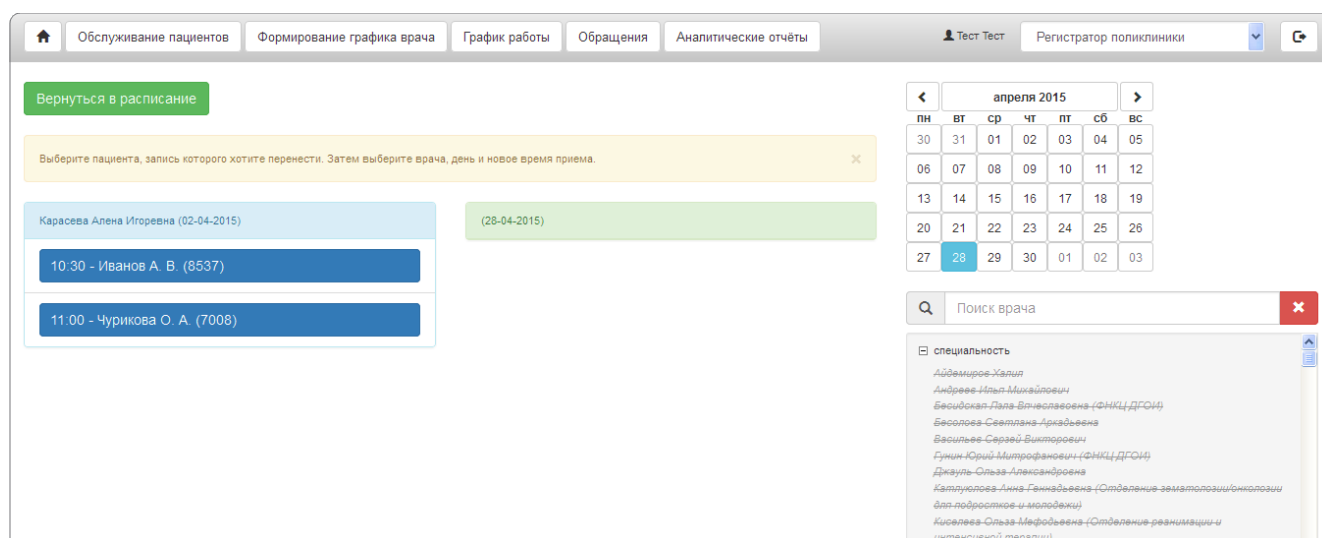 Обслуживание пациентов Формирование графика врача График работы Обращения Аналитические отчёты Тест Тест Регистратор поликлиники
Вернуться в расписание
Выберите пациента, запись которого хотите перенести. Затем выберите врача, день и новое время приема.
Карасева Алена Игоревна (02-04-2015)
10:30 - Иванов А. В. (8537)
11:00 - Чурикова О. А. (7008)
(28-04-2015)
апреля 2015
пн вт ср чт пт сб вс
30 31 01 02 03 04 05
06 07 08 09 10 11 12
13 14 15 16 17 18 19
20 21 22 23 24 25 26
27 28 29 30 01 02 03
Поиск врача
специальность
Айдемиров Халил
Андреев Илья Михайлович
Бесидская Лала Вячеславовна (ФНКЦ ДГОИ)
Бесолова Светлана Аркадьевна
Васильев Сергей Викторович
Гунин Юрий Митрофанович (ФНКЦ ДГОИ)
Джауль Ольга Александровна
Анна Геннадьевна (Отделение гематологии/онкологии
для подростков и молодежи)
Киселева Ольга Мефодьевна (Отделение реанимации и
интенсивной терапии)